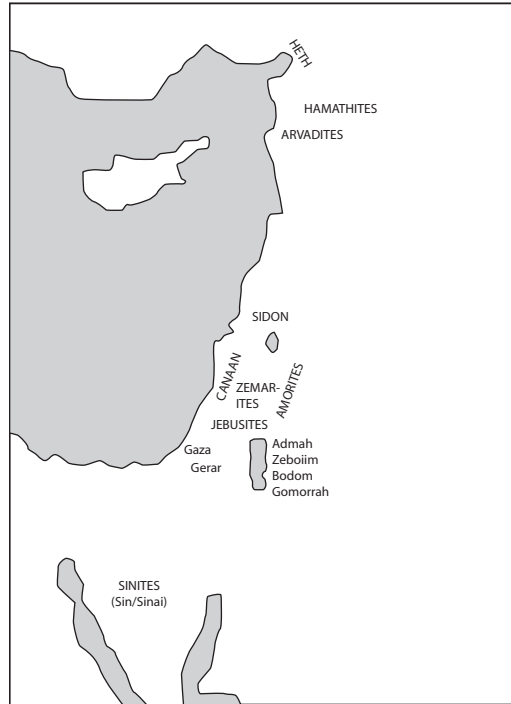 HETH
HAMATHITES
ARVADITES
SIDON
CANAAN
ZEMAR-
ITES
AMORITES
JEBUSITES
Gaza
Gerar
Admah
Zeboiim
Bodom
Gomorrah
SINITES
(Sin/Sinai)